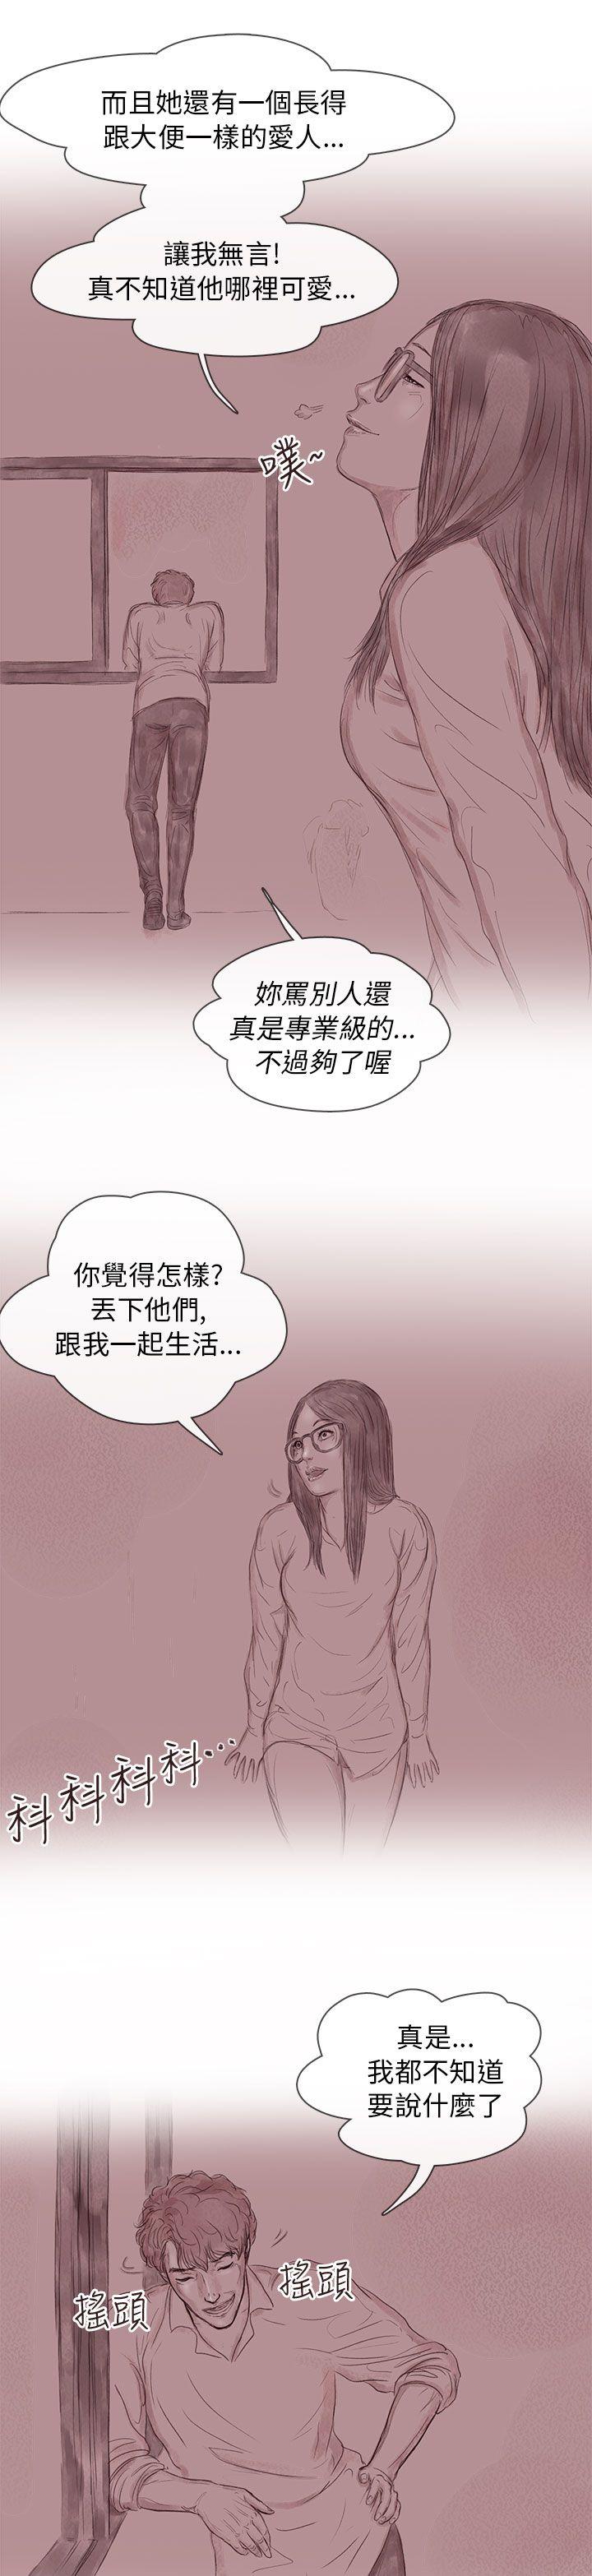 而且她還有一個長得
跟大便一樣的愛人...
讓我無言!
真不知道他哪裡可愛...
噗~
妳罵別人還
真是專業級的...
不過夠了喔
你覺得怎樣?
丟下他們,
跟我一起生活...
科科科科...
真是...
我都不知道
要說什麼了
搖頭
搖頭